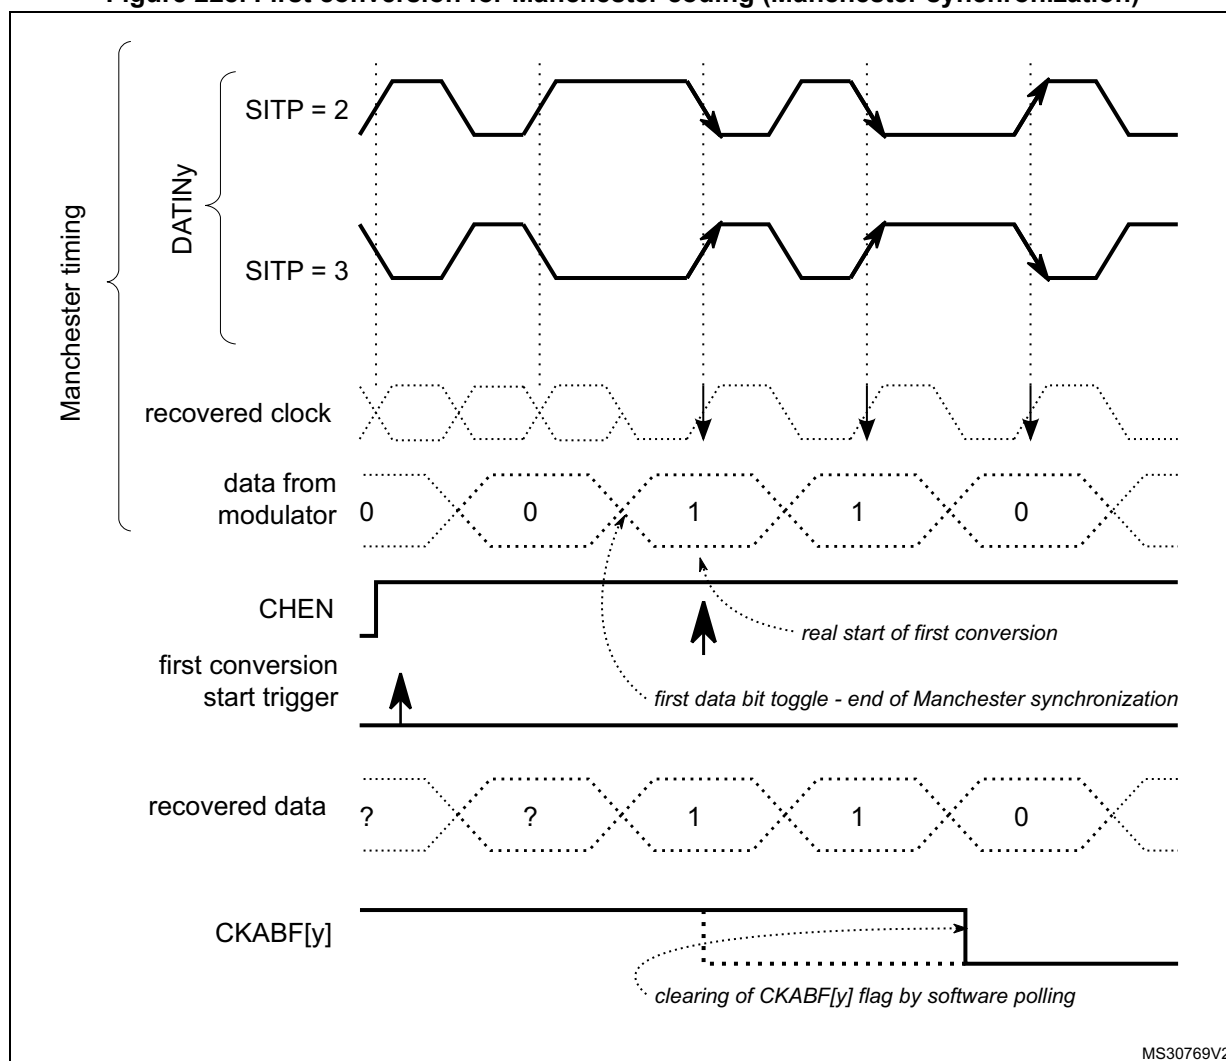 Figure 223. First conversion for Manchester coding (Manchester synchronization)
SITP = 2
DATINy
Manchester timing
SITP = 3
recovered clock
data from
modulator
0 0 1 1 0
CHEN
real start of first conversion
first conversion
start trigger
first data bit toggle - end of Manchester synchronization
recovered data
? ? 1 1 0
CKABF[y]
clearing of CKABF[y] flag by software polling
MS30769V2